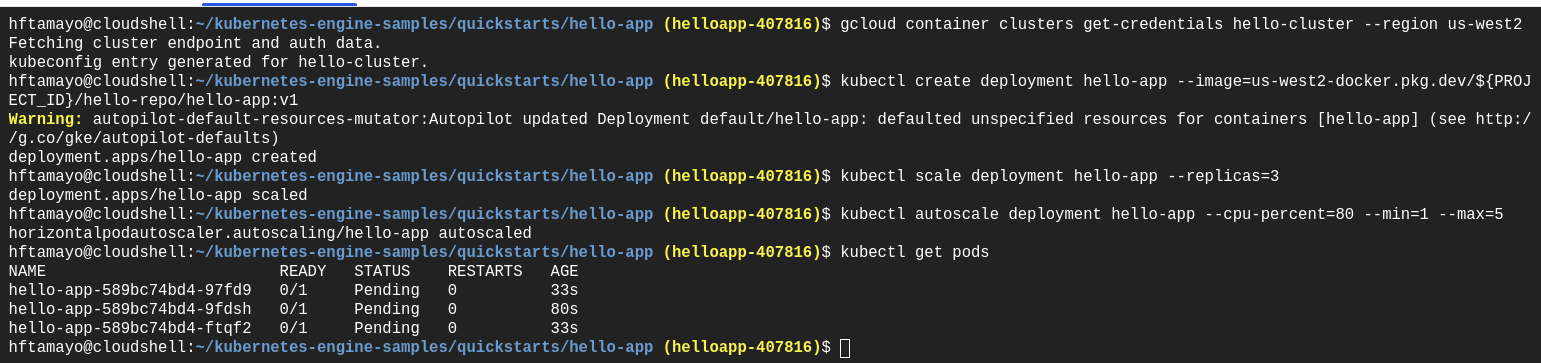 hftamayo@cloudshell:~/kubernetes-engine-samples/quickstarts/hello-app (helloapp-407816)$ gcloud container clusters get-credentials hello-cluster --region us-west2
Fetching cluster endpoint and auth data.
kubeconfig entry generated for hello-cluster.
hftamayo@cloudshell:~/kubernetes-engine-samples/quickstarts/hello-app (helloapp-407816)$ kubectl create deployment hello-app --image=us-west2-docker.pkg.dev/${PROJ
ECT_ID}/hello-repo/hello-app:v1
Warning: autopilot-default-resources-mutator:Autopilot updated Deployment default/hello-app: defaulted unspecified resources for containers [hello-app] (see http:/
/g.co/gke/autopilot-defaults)
deployment.apps/hello-app created
hftamayo@cloudshell:~/kubernetes-engine-samples/quickstarts/hello-app (helloapp-407816)$ kubectl scale deployment hello-app --replicas=3
deployment.apps/hello-app scaled
hftamayo@cloudshell:~/kubernetes-engine-samples/quickstarts/hello-app (helloapp-407816)$ kubectl autoscale deployment hello-app --cpu-percent=80 --min=1 --max=5
horizontalpodautoscaler.autoscaling/hello-app autoscaled
hftamayo@cloudshell:~/kubernetes-engine-samples/quickstarts/hello-app (helloapp-407816)$ kubectl get pods
NAME                         READY   STATUS    RESTARTS   AGE
hello-app-589bc74bd4-97fd9   0/1     Pending   0          33s
hello-app-589bc74bd4-9fdsh   0/1     Pending   0          80s
hello-app-589bc74bd4-ftqf2   0/1     Pending   0          33s
hftamayo@cloudshell:~/kubernetes-engine-samples/quickstarts/hello-app (helloapp-407816)$